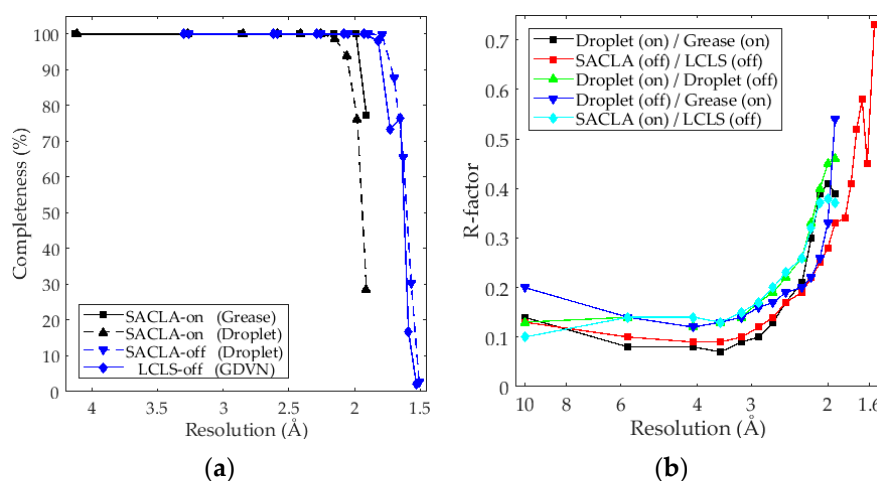 100
90
80
70
60
50
40
30
20
10
0
Completeness (%)
SACLA-on (Grease)
SACLA-on (Droplet)
SACLA-off (Droplet)
LCLS-off (GDVN)
4 3.5 3 2.5 2 1.5
Resolution (Å)
(a)
0.7
0.6
0.5
0.4
0.3
0.2
0.1
0
R-factor
Droplet (on) / Grease (on)
SACLA (off) / LCLS (off)
Droplet (on) / Droplet (off)
Droplet (off) / Grease (on)
SACLA (on) / LCLS (off)
10 8 6 4 3 2 1.6
Resolution (Å)
(b)